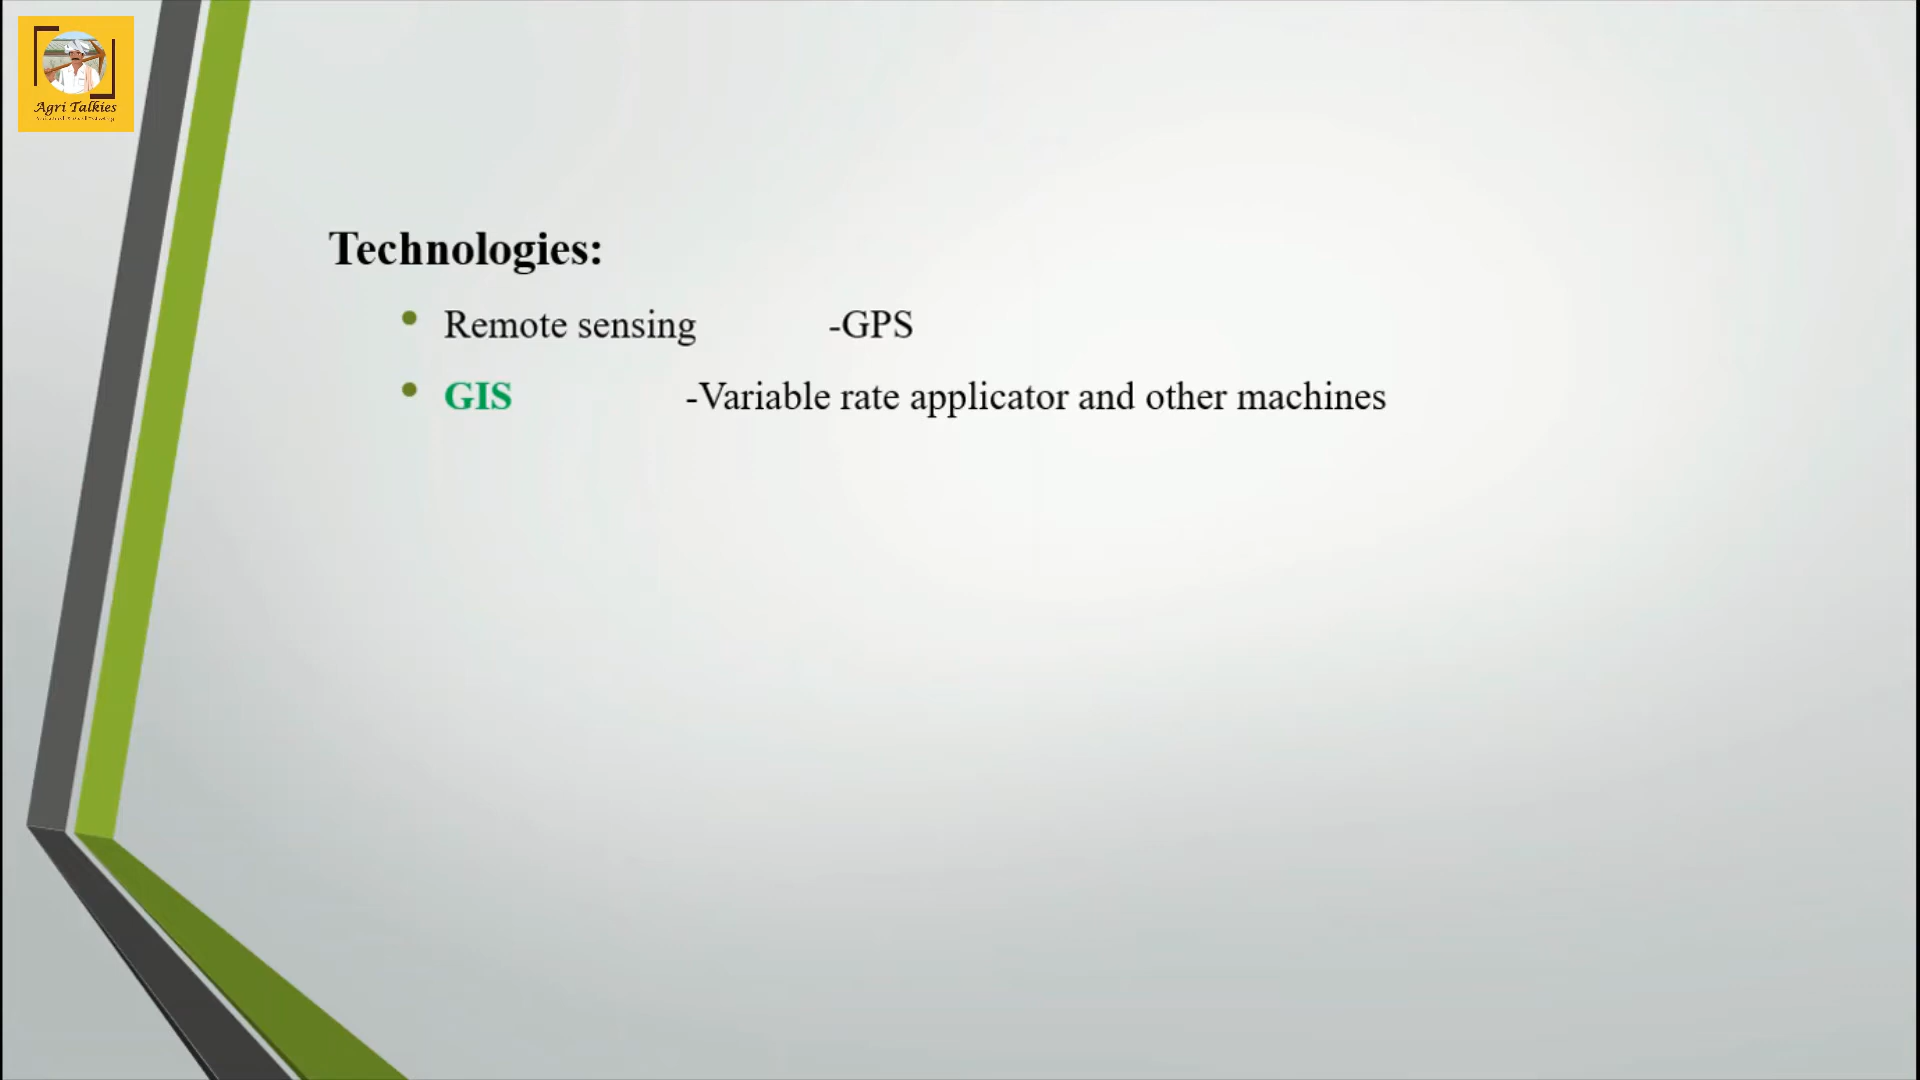 Agri Talkies
Technologies:
• Remote sensing -GPS
• GIS -Variable rate applicator and other machines